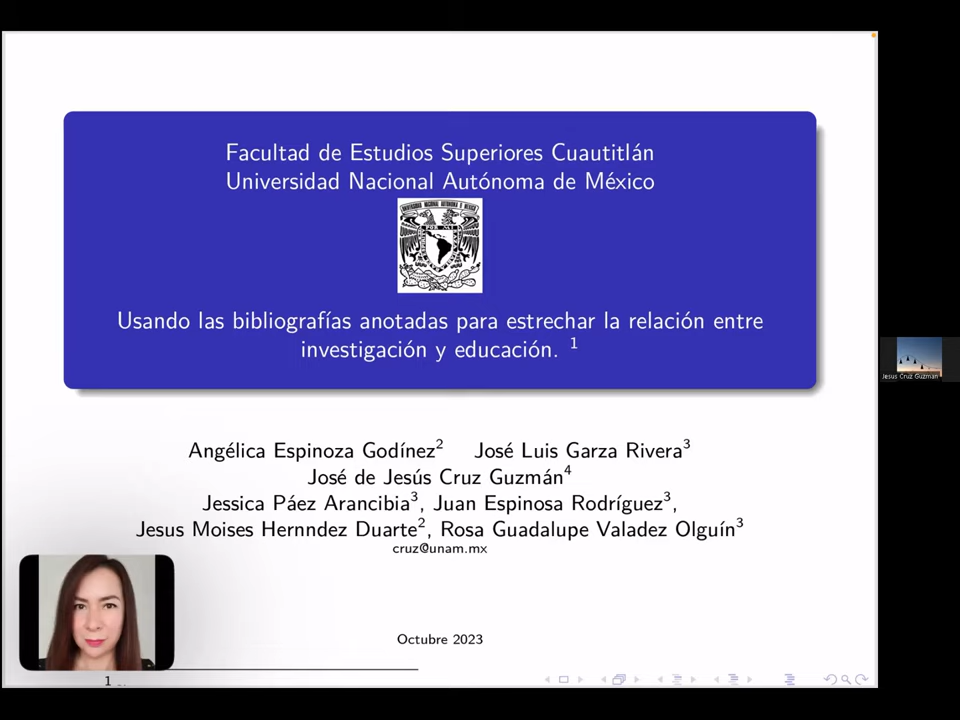 Facultad de Estudios Superiores Cuautitlán
Universidad Nacional Autónoma de México
Usando las bibliografías anotadas para estrechar la relación entre
investigación y educación. 1
Angélica Espinoza Godínez2 José Luis Garza Rivera3
José de Jesús Cruz Guzmán4
Jessica Páez Arancibia3, Juan Espinosa Rodríguez3,
Jesus Moises Hernndez Duarte2, Rosa Guadalupe Valadez Olguín3
cruz@unam.mx
Octubre 2023
1
Jesus Cruz Guzman